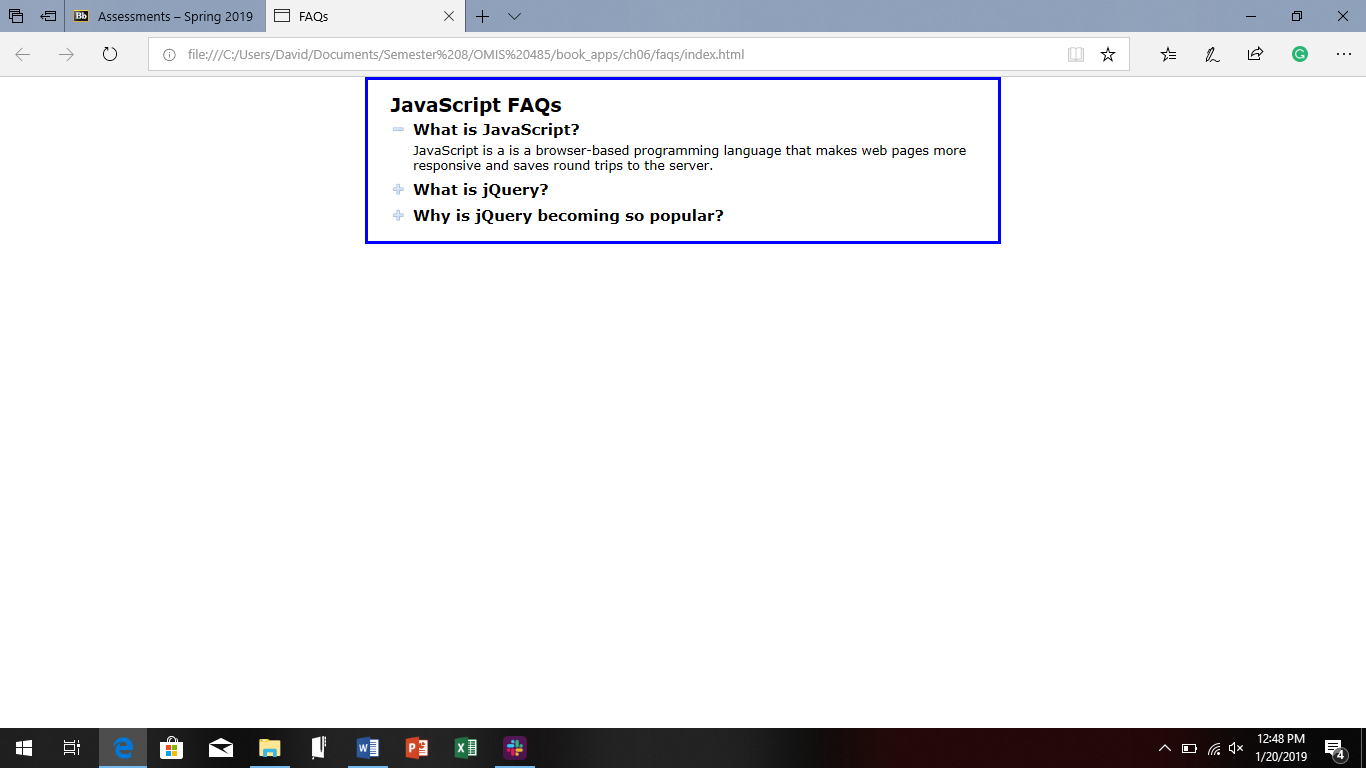 Bb Assessments – Spring 2019
FAQs
file:///C:/Users/David/Documents/Semester%208/OMIS%20485/book_apps/ch06/faqs/index.html
G
JavaScript FAQs
What is JavaScript?
JavaScript is a is a browser-based programming language that makes web pages more
responsive and saves round trips to the server.
What is jQuery?
Why is jQuery becoming so popular?
12:48 PM
1/20/2019
4